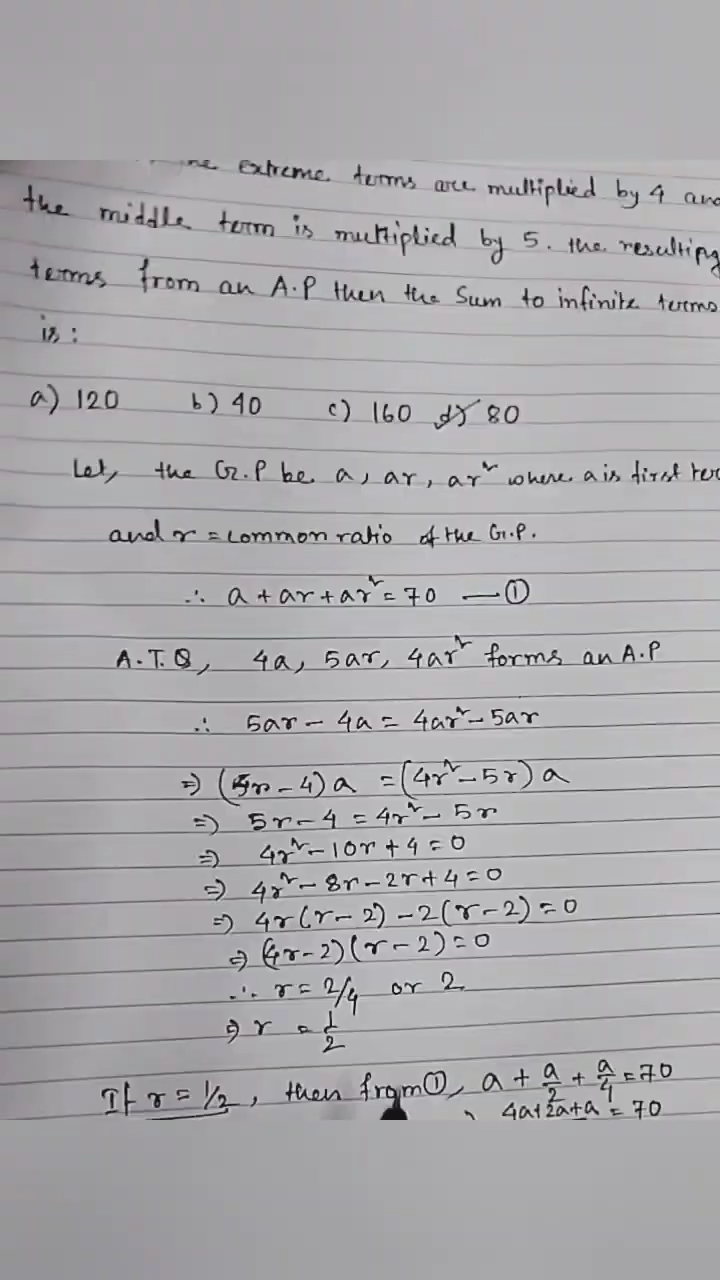 extreme terms are multiplied by 4 and
the middle term is multiplied by 5. the resulting
terms from an A.P then the Sum to infinite terms
is:
a) 120 b) 40 c) 160 d) 80
Let, the G.P be a, ar, ar² where a is first
and r = common ratio of the G.P.
∴ a + ar + ar² = 70 — ①
A.T.Q, 4a, 5ar, 4ar² forms an A.P
∴ 5ar - 4a = 4ar² - 5ar
⇒ (5r - 4) a = (4r² - 5r) a
⇒ 5r - 4 = 4r² - 5r
⇒ 4r² - 10r + 4 = 0
⇒ 4r² - 8r - 2r + 4 = 0
⇒ 4r (r - 2) - 2 (r - 2) = 0
⇒ (4r - 2) (r - 2) = 0
∴ r = 2/4 or 2
⇒ r = 1/2
If r = 1/2, then from ①, a + a/2 + a/4 = 70
4a+2a+a = 70